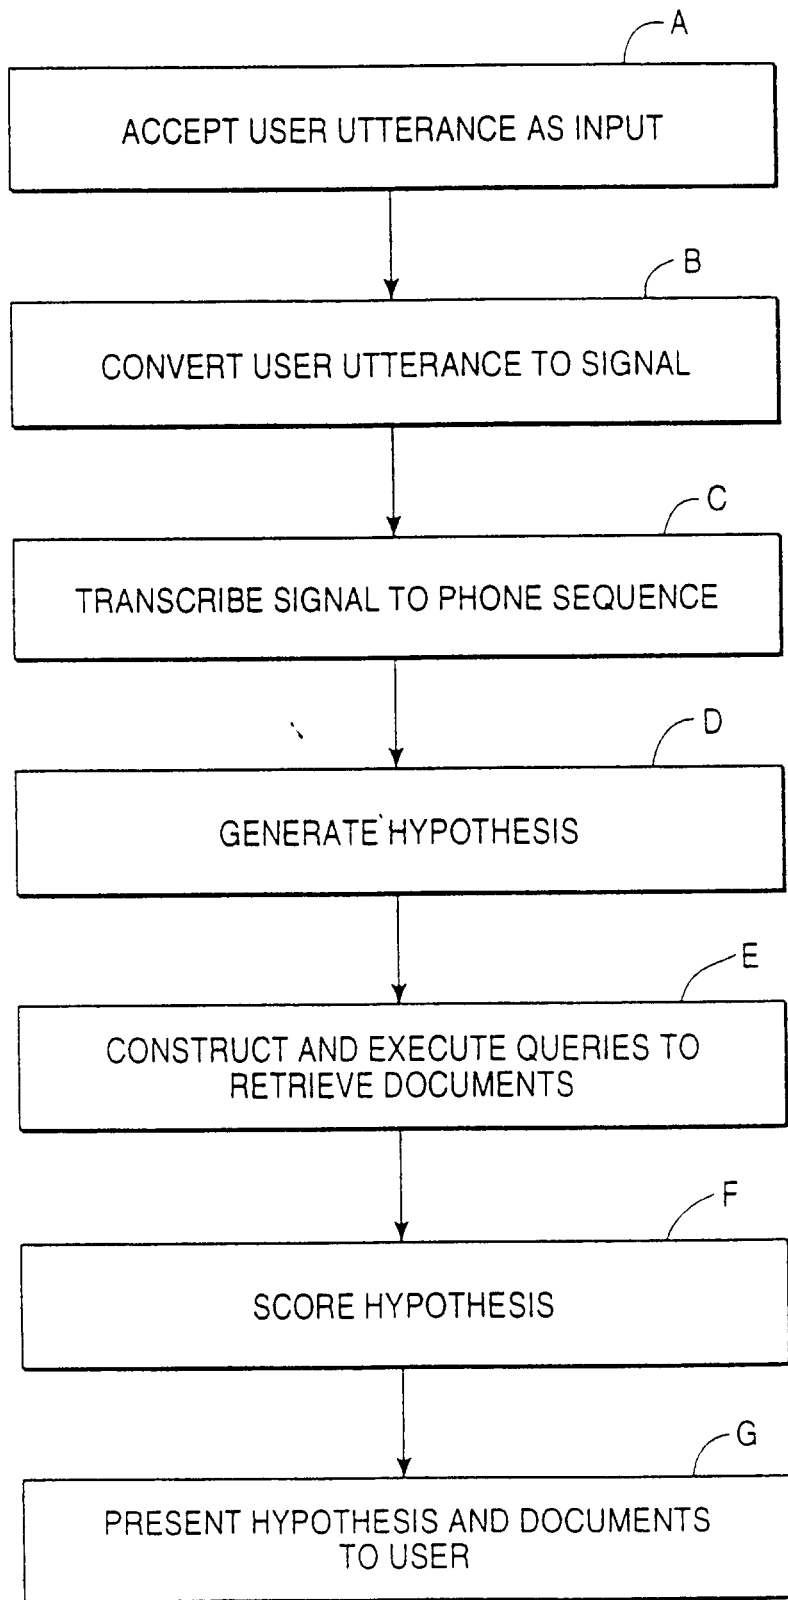 A
ACCEPT USER UTTERANCE AS INPUT
B
CONVERT USER UTTERANCE TO SIGNAL
C
TRANSCRIBE SIGNAL TO PHONE SEQUENCE
D
GENERATE HYPOTHESIS
E
CONSTRUCT AND EXECUTE QUERIES TO
RETRIEVE DOCUMENTS
F
SCORE HYPOTHESIS
G
PRESENT HYPOTHESIS AND DOCUMENTS
TO USER